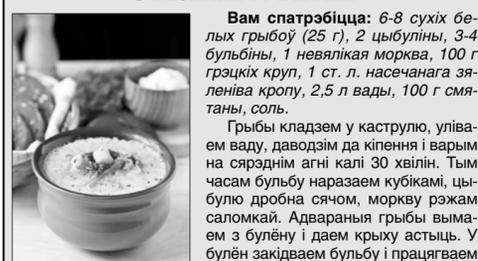 Вам спатрэбіцца: 6-8 сухіх бе-
лых грыбоў (25 г), 2 цыбуліны, 3-4
бульбіны, 1 невялікая морква, 100 г
грэцкіх круп, 1 ст. л. насечанага зя-
леніва кропу, 2,5 л вады, 100 г смя-
таны, соль.
Грыбы кладзем у каструлю, уліва-
ем ваду, даводзім да кіпення і варым
на сярэднім агні калі 30 хвілін. Тым
часам бульбу наразаем кубікамі, цы-
булю дробна сячом, моркву рэжам
саломкай. Адвараныя грыбы выма-
ем з булёну і даем крыху астыць. У
булён закідваем бульбу і працягваем